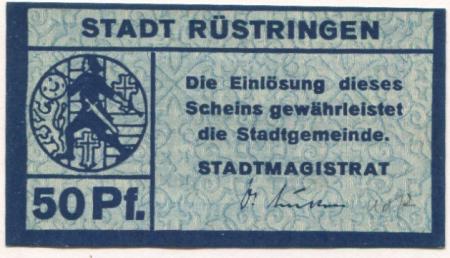 STADT RÜSTRINGEN
Die Einlösung dieses
Scheins gewährleistet
die Stadtgemeinde.
STADTMAGISTRAT
50 Pf.